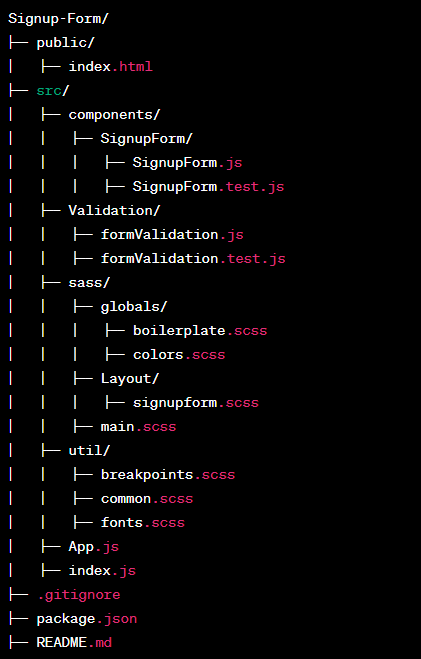 Signup-Form/
├── public/
│   ├── index.html
├── src/
│   ├── components/
│   │   ├── SignupForm/
│   │   │   ├── SignupForm.js
│   │   │   ├── SignupForm.test.js
│   ├── Validation/
│   │   ├── formValidation.js
│   │   ├── formValidation.test.js
│   ├── sass/
│   │   ├── globals/
│   │   │   ├── boilerplate.scss
│   │   │   ├── colors.scss
│   │   ├── Layout/
│   │   │   ├── signupform.scss
│   │   ├── main.scss
│   ├── util/
│   │   ├── breakpoints.scss
│   │   ├── common.scss
│   │   ├── fonts.scss
│   ├── App.js
│   ├── index.js
├── .gitignore
├── package.json
├── README.md